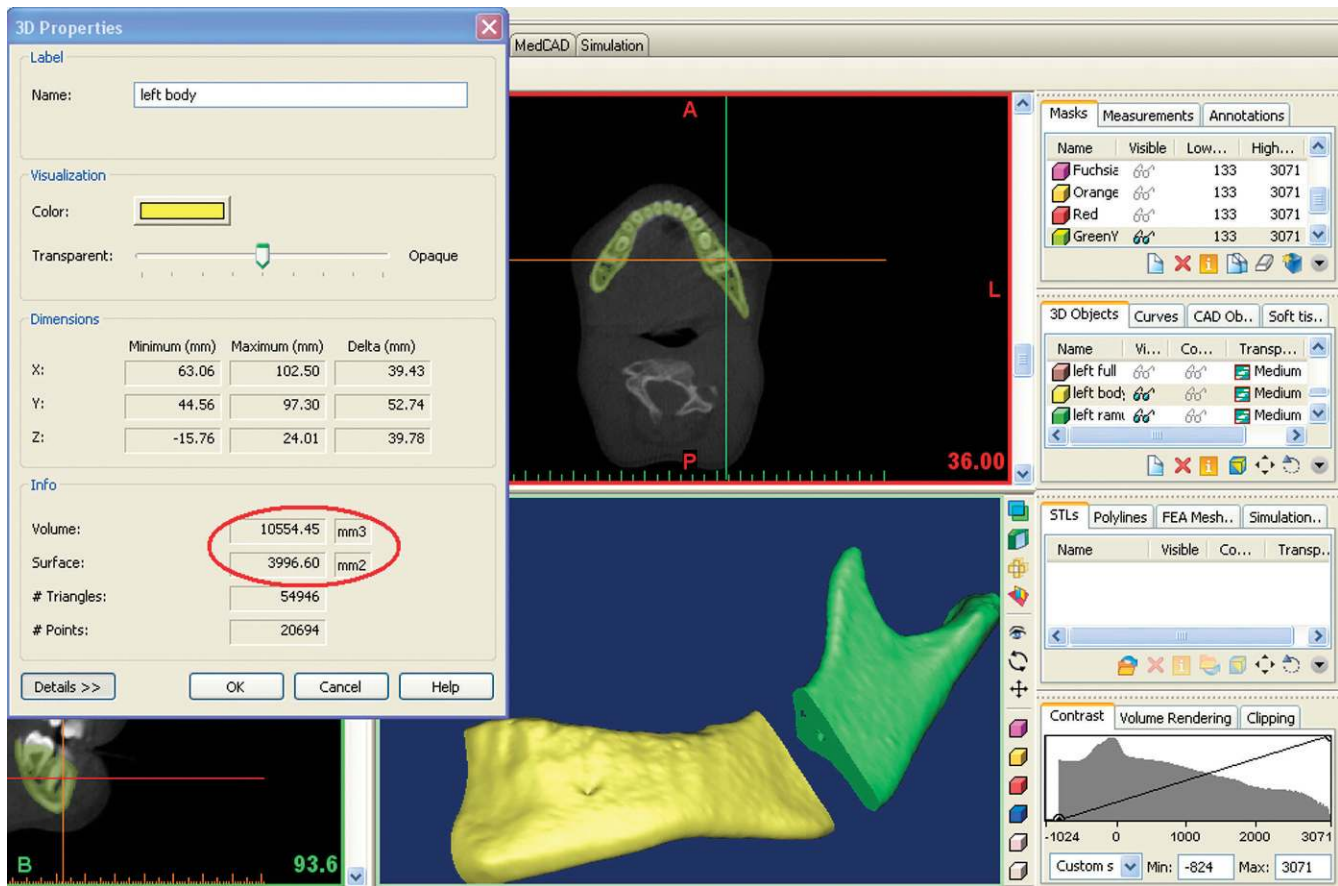 3D Properties
Label
Name: left body
Visualization
Color:
Transparent: Opaque
Dimensions
Minimum (mm) Maximum (mm) Delta (mm)
X: 63.06 102.50 39.43
Y: 44.56 97.30 52.74
Z: -15.76 24.01 39.78
Info
Volume: 10554.45 mm3
Surface: 3996.60 mm2
# Triangles: 54946
# Points: 20694
Details >> OK Cancel Help
MedCAD Simulation
A
L
P
36.00
B
93.6
Masks Measurements Annotations
Name Visible Low... High...
Fuchsia 133 3071
Orange 133 3071
Red 133 3071
GreenY 133 3071
3D Objects Curves CAD Ob.. Soft tis..
Name Vi... Co... Transp...
left full Medium
left body Medium
left ramu Medium
STLs Polylines FEA Mesh.. Simulation..
Name Visible Co... Transp..
Contrast Volume Rendering Clipping
-1024 0 1000 2000 3071
Custom s Min: -824 Max: 3071